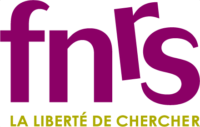 fnrs
LA LIBERTÉ DE CHERCHER